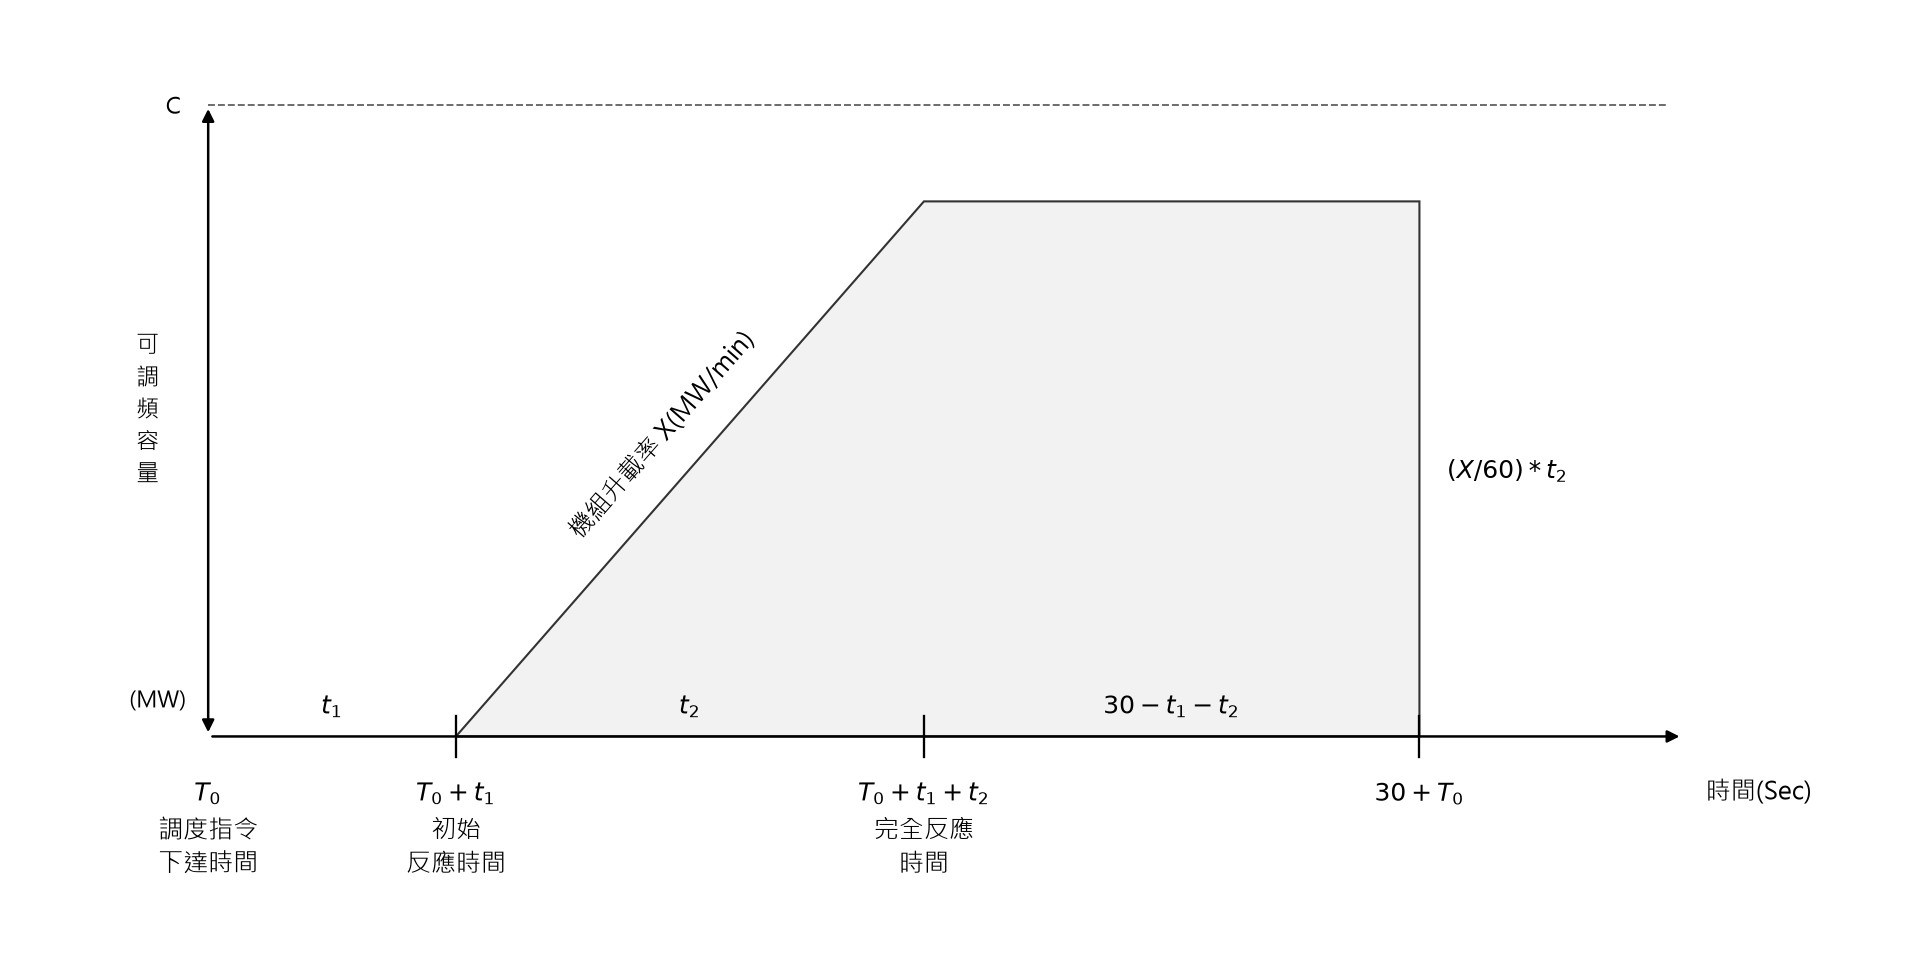 C
可調頻容量
(MW)
機組升載率 X(MW/min)
(X/60) * t₂
t₁
t₂
30 − t₁ − t₂
T₀
調度指令
下達時間
T₀ + t₁
初始
反應時間
T₀ + t₁ + t₂
完全反應
時間
30 + T₀
時間(Sec)